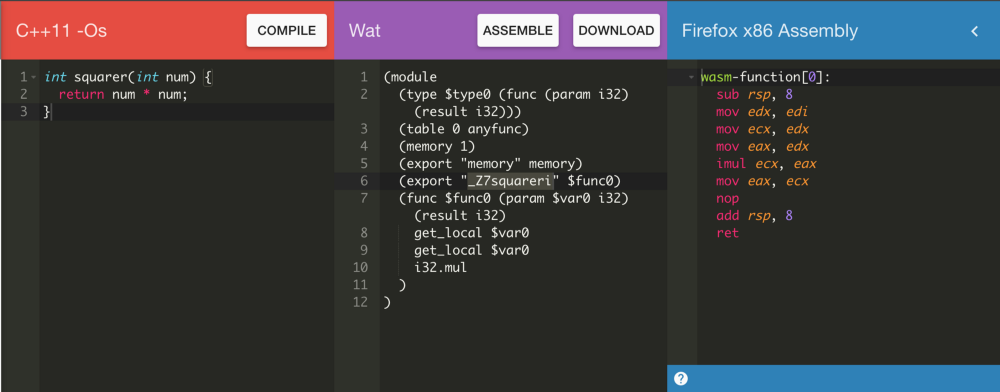 C++11 -Os
COMPILE
1 int squarer(int num) {
2 return num * num;
3 }
Wat
ASSEMBLE
DOWNLOAD
1 (module
2 (type $type0 (func (param i32)
(result i32)))
3 (table 0 anyfunc)
4 (memory 1)
5 (export "memory" memory)
6 (export "_Z7squareri" $func0)
7 (func $func0 (param $var0 i32)
(result i32)
8 get_local $var0
9 get_local $var0
10 i32.mul
11 )
12 )
Firefox x86 Assembly
wasm-function[0]:
sub rsp, 8
mov edx, edi
mov ecx, edx
mov eax, edx
imul ecx, eax
mov eax, ecx
nop
add rsp, 8
ret
?